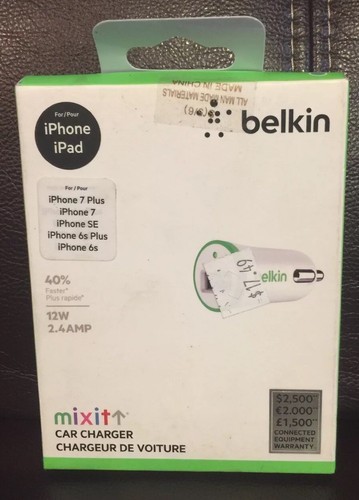 ALL MAN MADE MATERIALS
MADE IN CHINA
belkin
For/Pour
iPhone
iPad
For / Pour
iPhone 7 Plus
iPhone 7
iPhone SE
iPhone 6s Plus
iPhone 6s
40%
Faster*
Plus rapide*
12W
2.4AMP
elkin
$17.49
mixit↑
CAR CHARGER
CHARGEUR DE VOITURE
$2,500**
€2.000**
£1,500**
CONNECTED
EQUIPMENT
WARRANTY